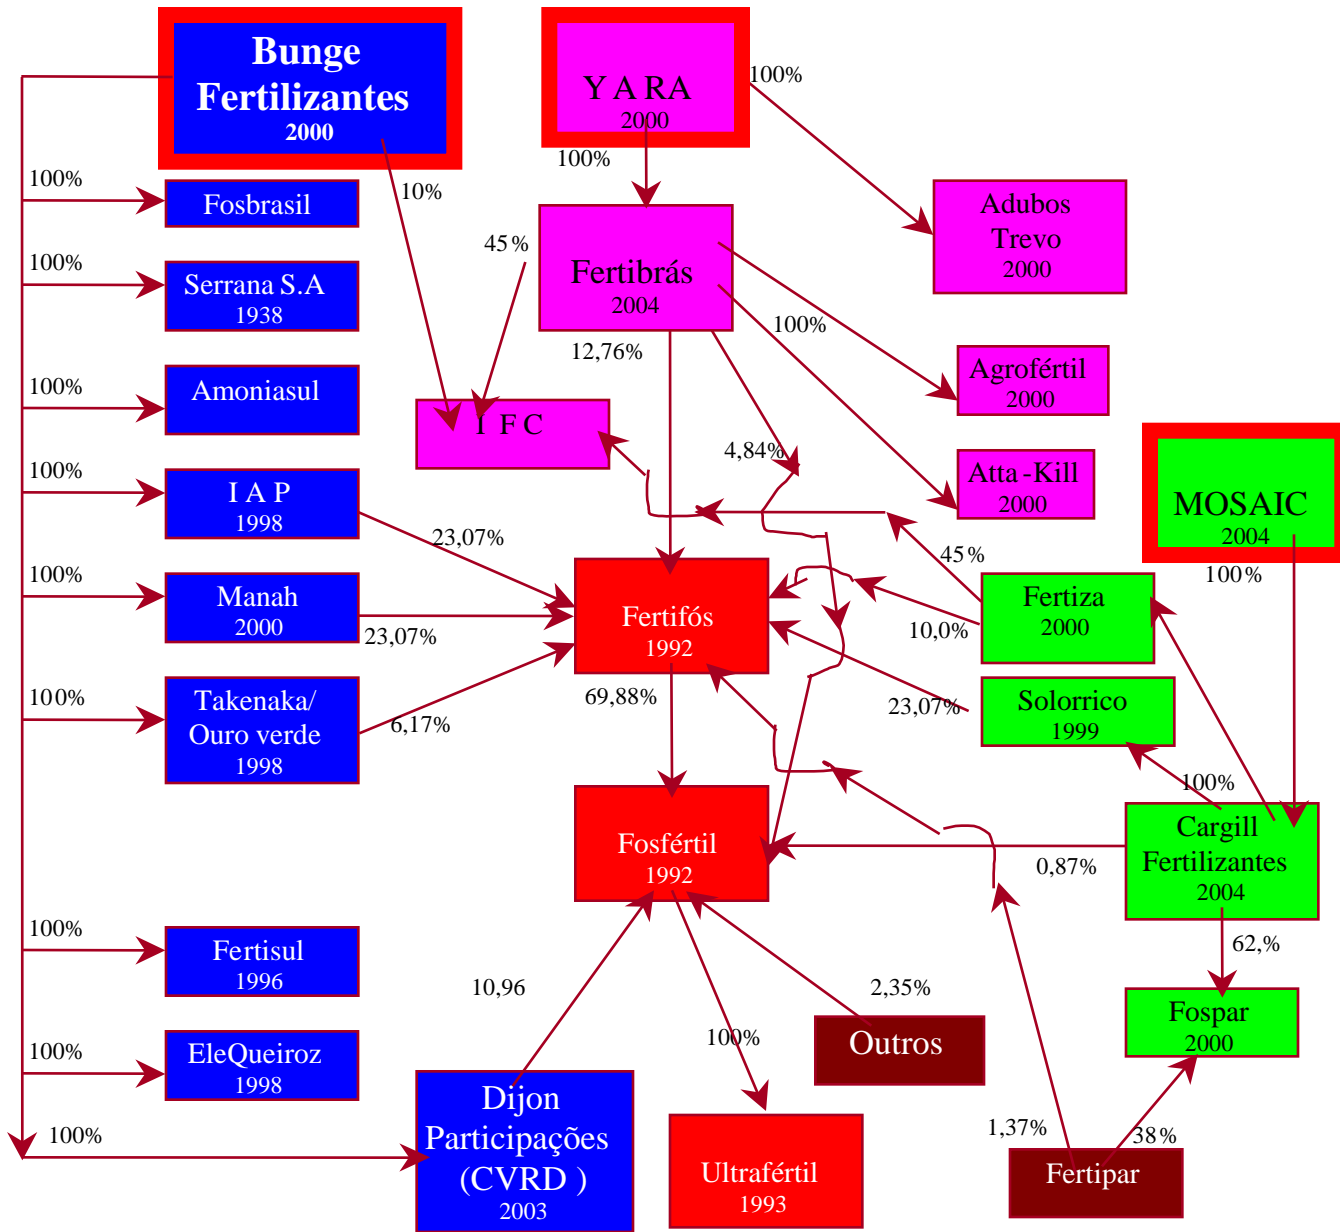 Bunge
Fertilizantes
2000
Y A RA
2000
100%
100%
100%
Fosbrasil
10%
Adubos
Trevo
2000
45%
Fertibrás
2004
100%
Serrana S.A
1938
100%
12,76%
Agrofértil
2000
100%
Amoniasul
I F C
4,84%
Atta-Kill
2000
MOSAIC
2004
100%
100%
I A P
1998
23,07%
45%
100%
Manah
2000
23,07%
Fertifós
1992
10,0%
Fertiza
2000
69,88%
23,07%
Solorrico
1999
100%
Takenaka/
Ouro verde
1998
6,17%
100%
Fosfértil
1992
0,87%
Cargill
Fertilizantes
2004
62,%
100%
Fertisul
1996
10,96
2,35%
Fospar
2000
100%
EleQueiroz
1998
100%
Outros
100%
Dijon
Participações
(CVRD )
2003
Ultrafértil
1993
1,37%
38%
Fertipar